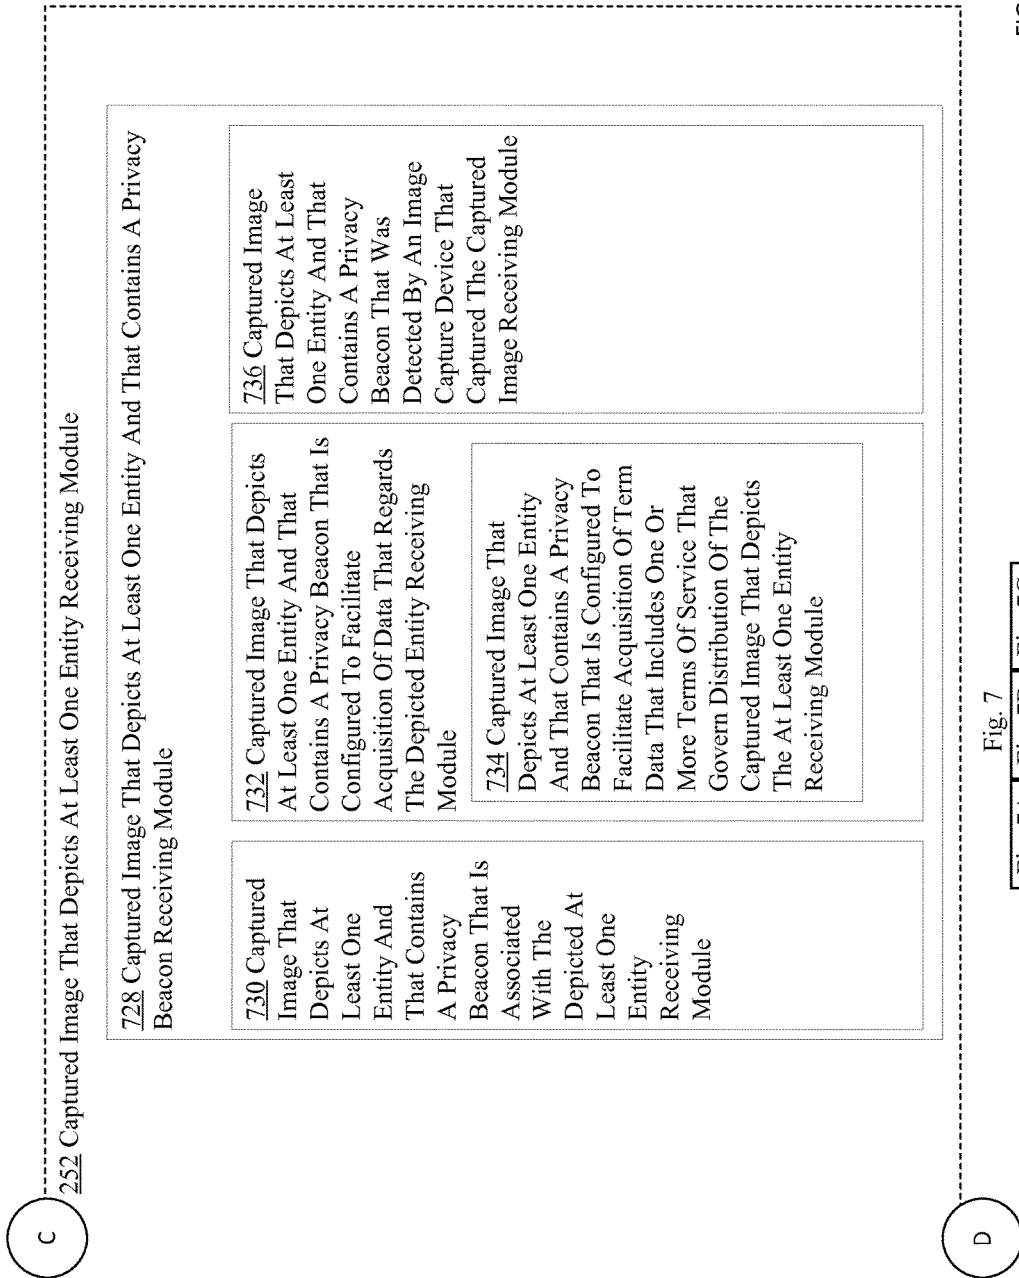 C
252 Captured Image That Depicts At Least One Entity Receiving Module
728 Captured Image That Depicts At Least One Entity And That Contains A Privacy
Beacon Receiving Module
730 Captured
Image That
Depicts At
Least One
Entity And
That Contains
A Privacy
Beacon That Is
Associated
With The
Depicted At
Least One
Entity
Receiving
Module
732 Captured Image That Depicts
At Least One Entity And That
Contains A Privacy Beacon That Is
Configured To Facilitate
Acquisition Of Data That Regards
The Depicted Entity Receiving
Module
734 Captured Image That
Depicts At Least One Entity
And That Contains A Privacy
Beacon That Is Configured To
Facilitate Acquisition Of Term
Data That Includes One Or
More Terms Of Service That
Govern Distribution Of The
Captured Image That Depicts
The At Least One Entity
Receiving Module
736 Captured Image
That Depicts At Least
One Entity And That
Contains A Privacy
Beacon That Was
Detected By An Image
Capture Device That
Captured The Captured
Image Receiving Module
D
Fig. 7